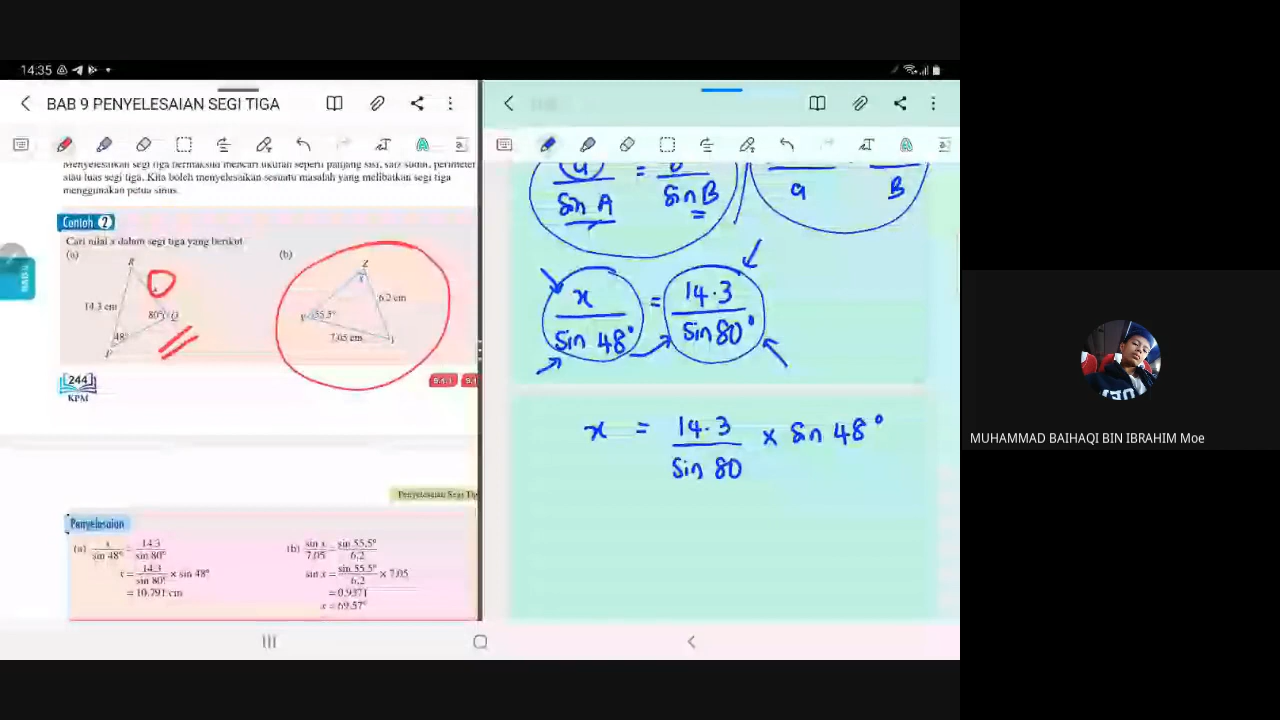 14:35
BAB 9 PENYELESAIAN SEGI TIGA
Menyelesaikan segi tiga bermaksud mencari ukuran seperti panjang sisi, saiz sudut, perimeter
atau luas segi tiga. Kita boleh menyelesaikan sesuatu masalah yang melibatkan segi tiga
menggunakan petua sinus.
Contoh 2
Cari nilai x dalam segi tiga yang berikut.
(a)
R
14.3 cm
x
80°
Q
48°
P
(b)
Z
x
6.2 cm
Y
55.5°
7.05 cm
244
KPM
9.4.1
Penyelesaian Segi Tig
Penyelesaian
(a) x/sin 48° = 14.3/sin 80°
x = 14.3/sin 80° × sin 48°
= 10.791 cm
(b) sin x/7.05 = sin 55.5°/6.2
sin x = sin 55.5°/6.2 × 7.05
= 0.9371
x = 69.57°
a/sin A = b/sin B
a B
x/sin 48° = 14.3/sin 80°
x = 14.3/sin 80 × sin 48°
MUHAMMAD BAIHAQI BIN IBRAHIM Moe